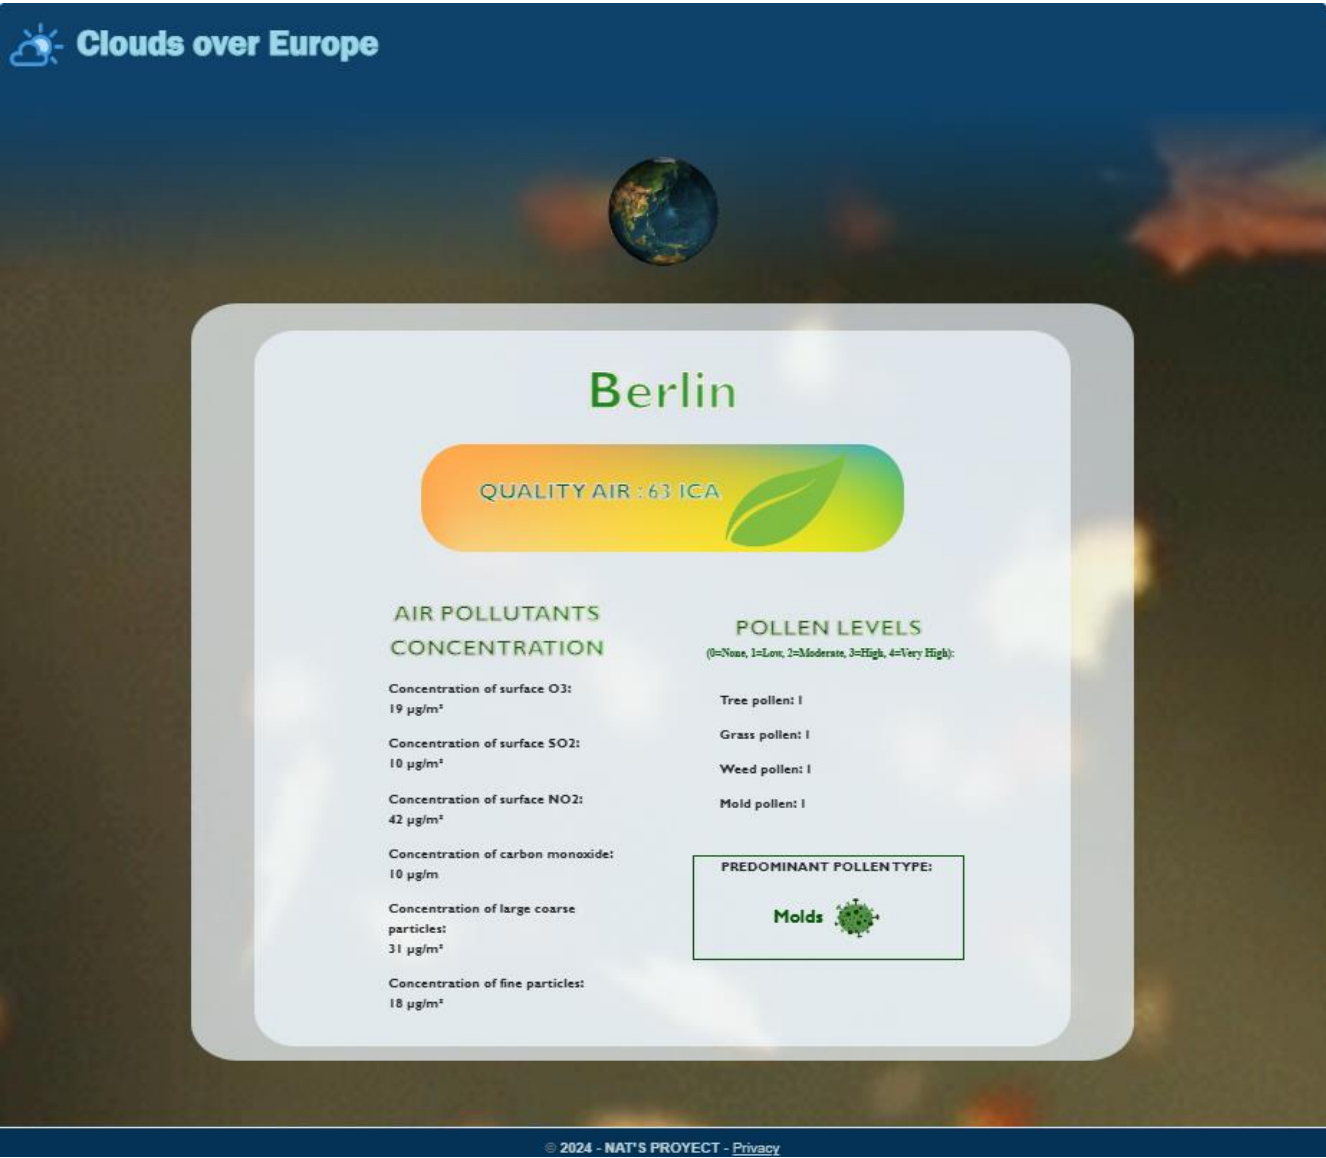 Clouds over Europe
Berlin
QUALITY AIR : 63 ICA
AIR POLLUTANTS
CONCENTRATION
Concentration of surface O3:
19 µg/m³
Concentration of surface SO2:
10 µg/m³
Concentration of surface NO2:
42 µg/m³
Concentration of carbon monoxide:
10 µg/m
Concentration of large coarse
particles:
31 µg/m³
Concentration of fine particles:
18 µg/m³
POLLEN LEVELS
(0=None, 1=Low, 2=Moderate, 3=High, 4=Very High):
Tree pollen: 1
Grass pollen: 1
Weed pollen: 1
Mold pollen: 1
PREDOMINANT POLLEN TYPE:
Molds
© 2024 - NAT'S PROYECT - Privacy